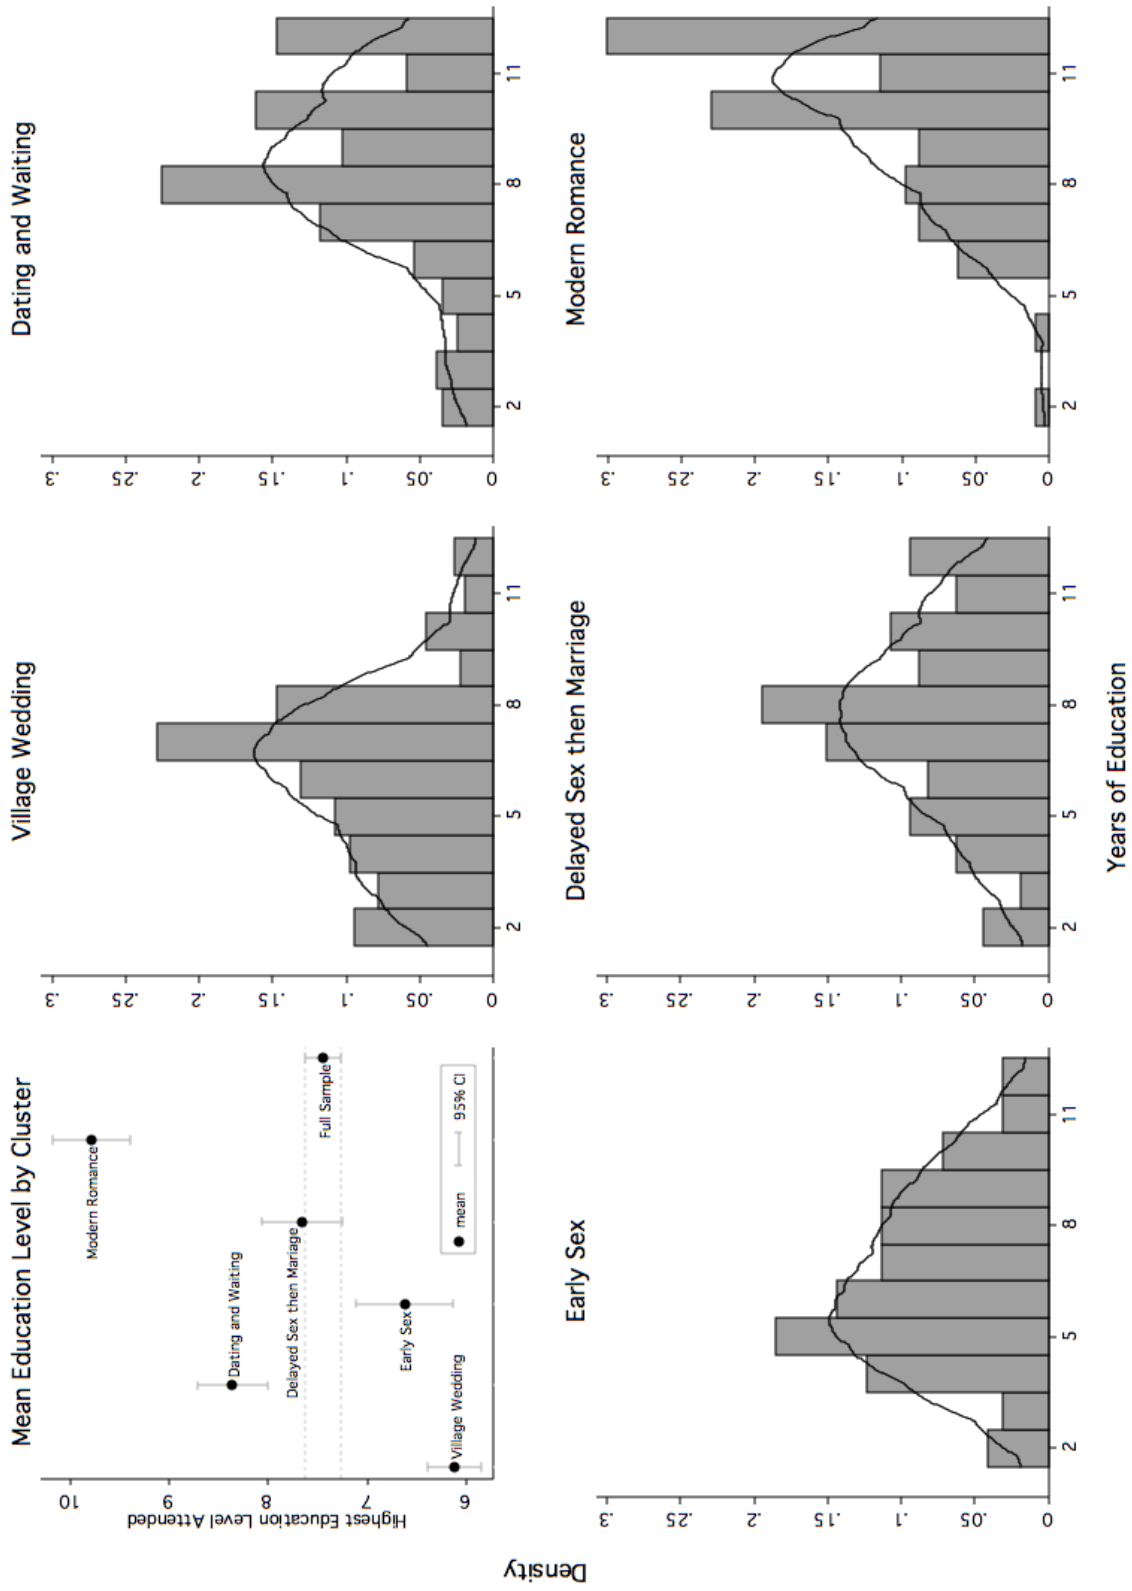 Mean Education Level by Cluster
Highest Education Level Attended
10
9
8
7
6
Village Wedding
Dating and Waiting
Early Sex
Delayed Sex then Mariage
Modern Romance
Full Sample
mean
95% CI
Village Wedding
0 .05 .1 .15 .2 .25 .3
2 5 8 11
Dating and Waiting
0 .05 .1 .15 .2 .25 .3
2 5 8 11
Early Sex
0 .05 .1 .15 .2 .25 .3
2 5 8 11
Delayed Sex then Marriage
0 .05 .1 .15 .2 .25 .3
2 5 8 11
Modern Romance
0 .05 .1 .15 .2 .25 .3
2 5 8 11
Density
Years of Education